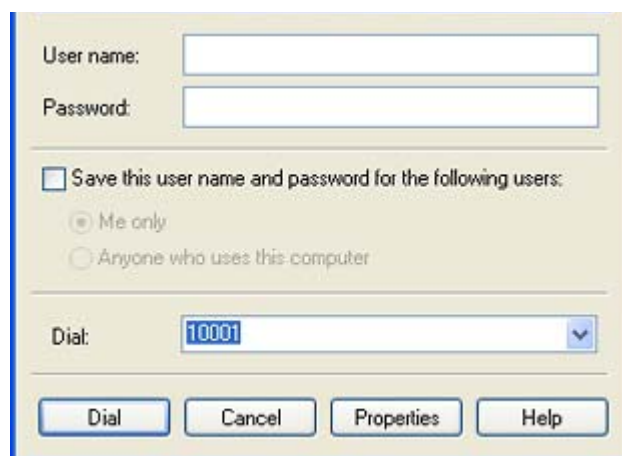 User name:
Password:
Save this user name and password for the following users:
Me only
Anyone who uses this computer
Dial: 10001
Dial Cancel Properties Help